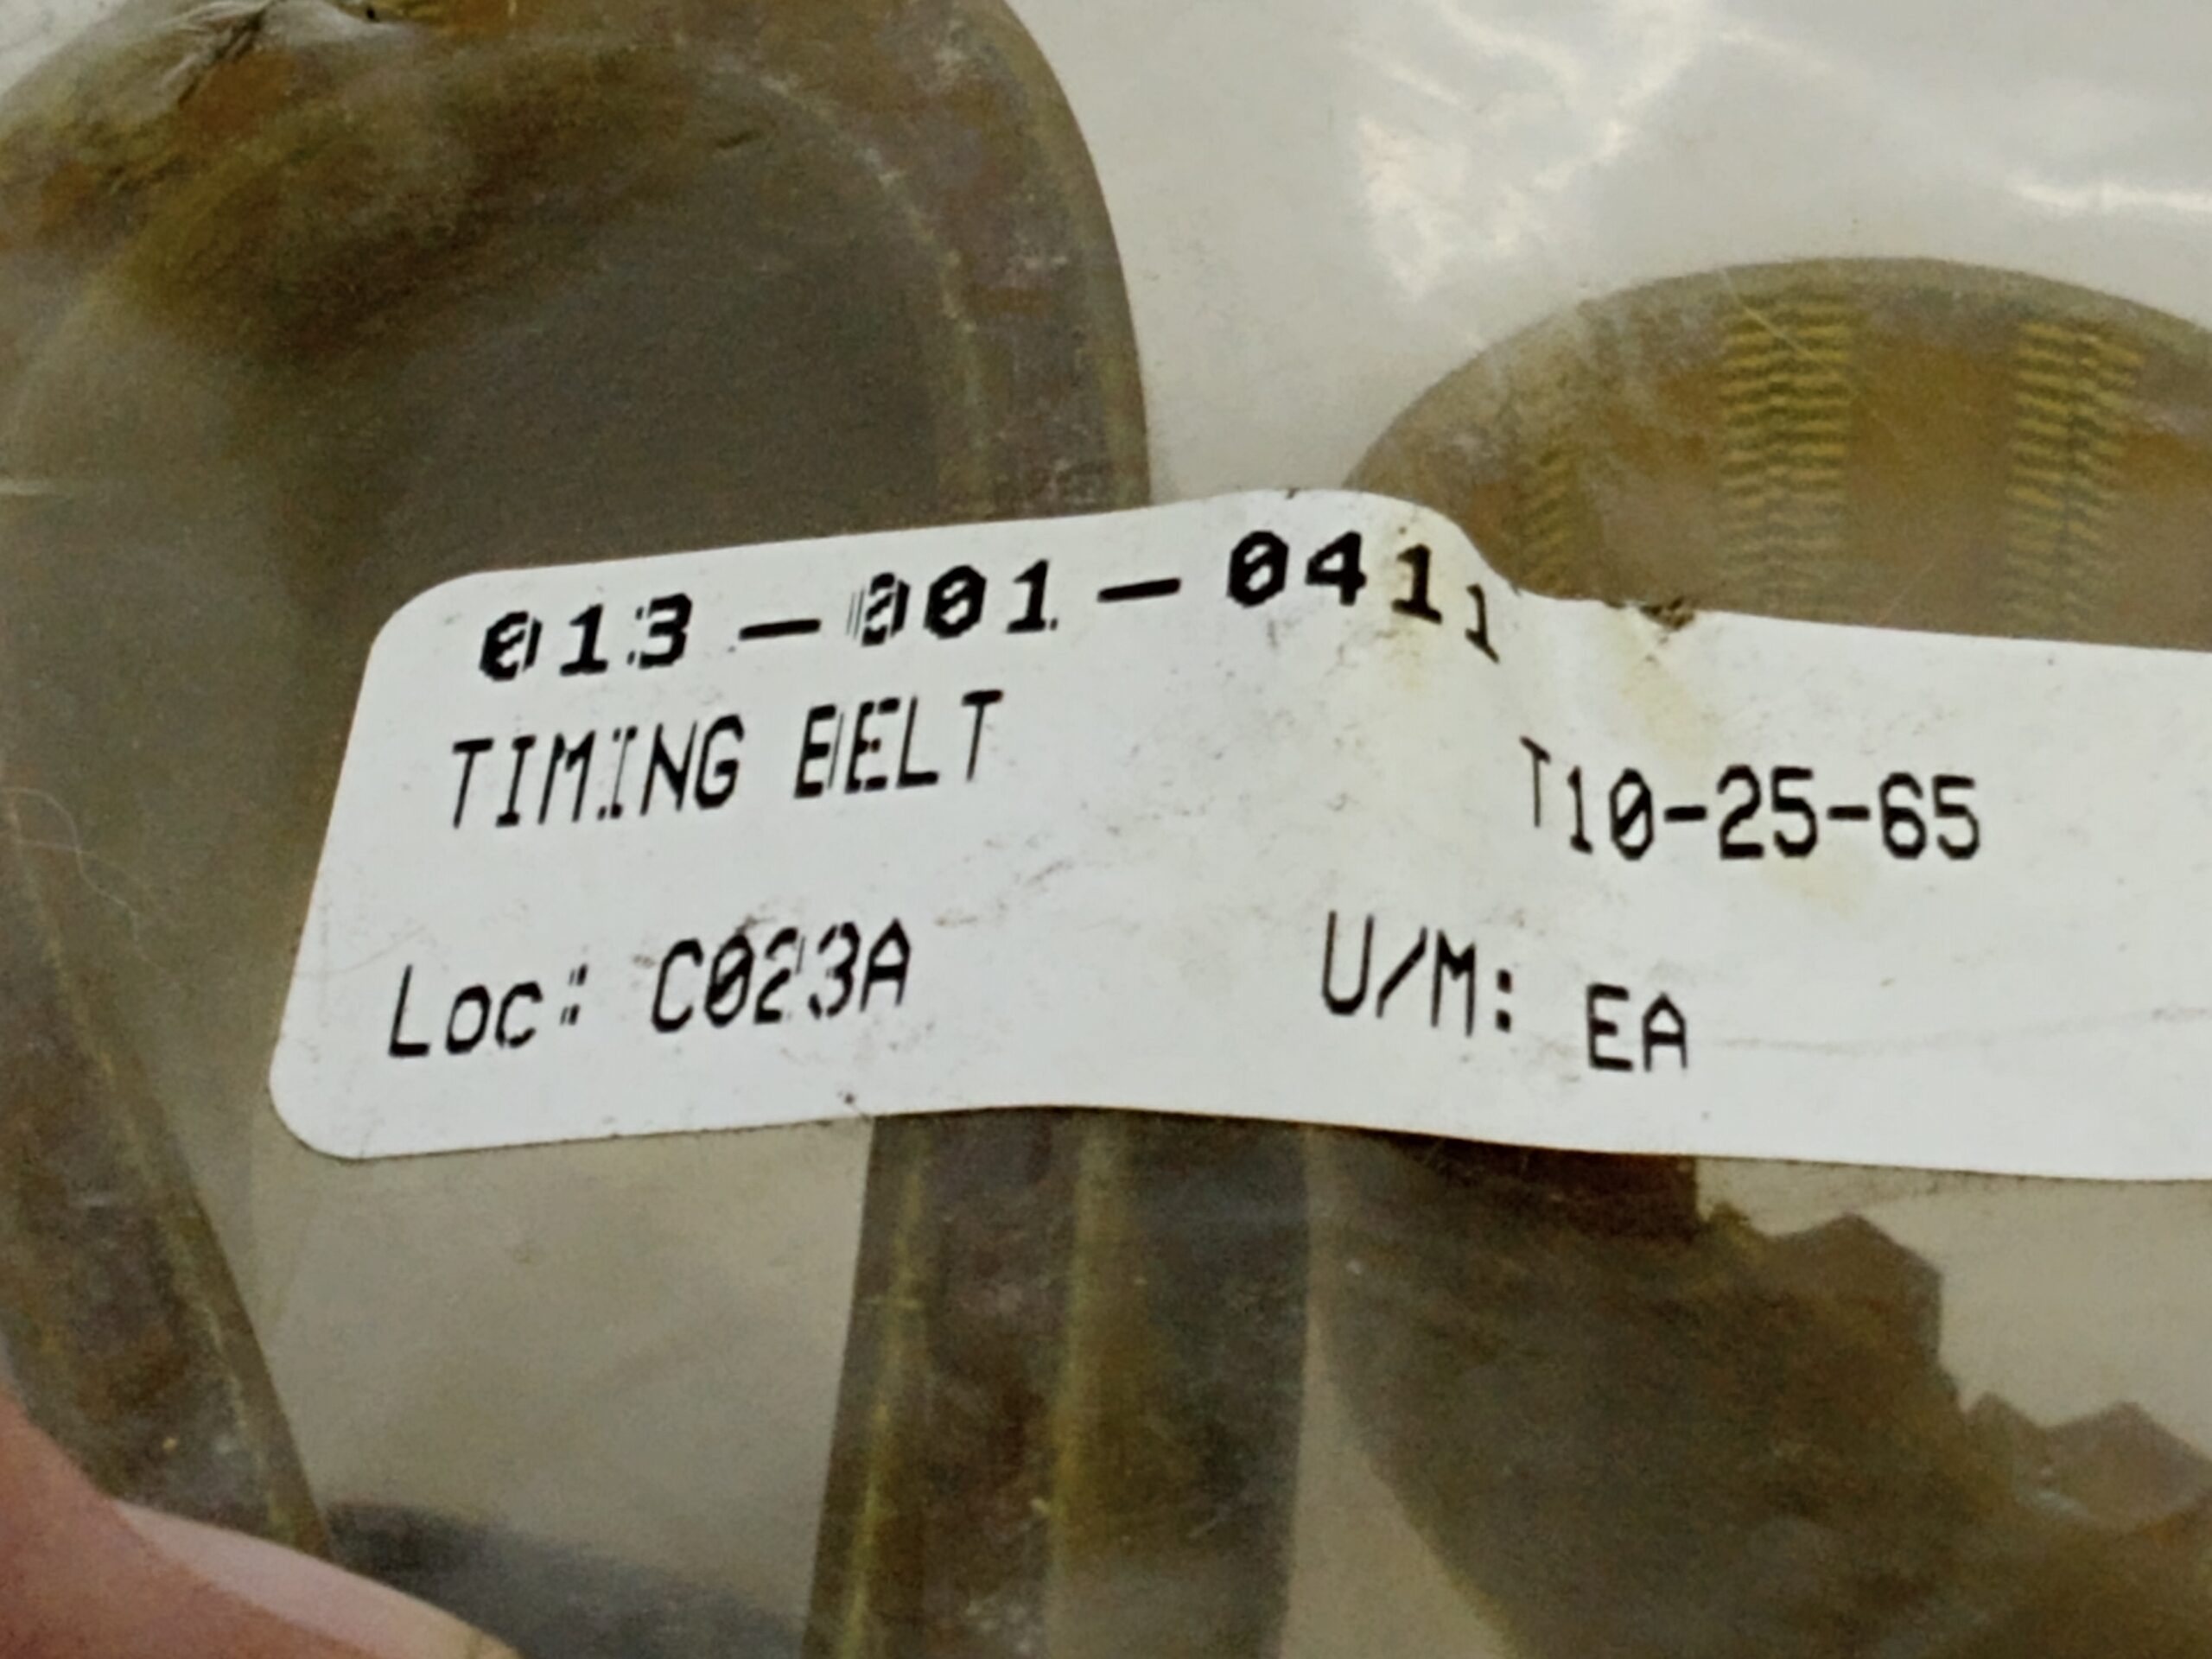 013-001-0411
TIMING BELT T10-25-65
Loc: C023A U/M: EA